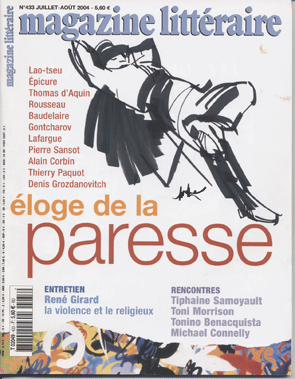 N°433 JUILLET-AOÛT 2004 - 5,60 €
magazine littéraire
magazine littéraire
Lao-tseu
Épicure
Thomas d'Aquin
Rousseau
Baudelaire
Gontcharov
Lafargue
Pierre Sansot
Alain Corbin
Thierry Paquot
Denis Grozdanovitch
éloge de la
paresse
ENTRETIEN
René Girard
la violence et le religieux
RENCONTRES
Tiphaine Samoyault
Toni Morrison
Tonino Benacquista
Michael Connelly